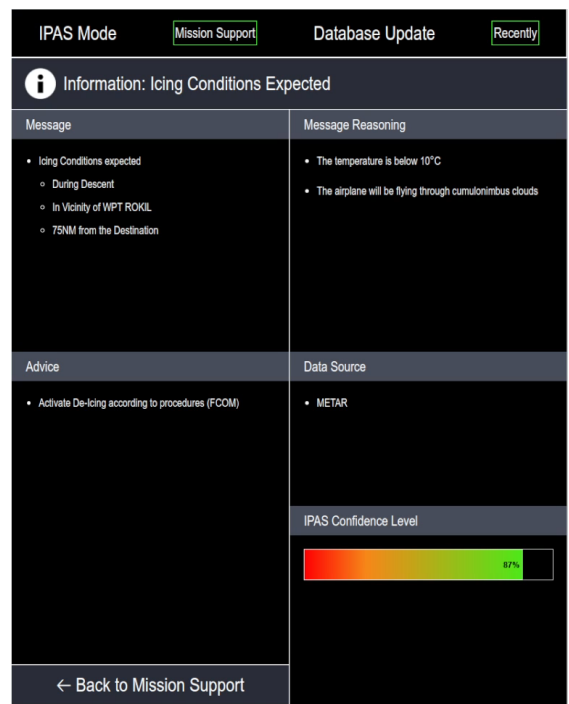 IPAS Mode Mission Support Database Update Recently
i Information: Icing Conditions Expected
Message
• Icing Conditions expected
◦ During Descent
◦ In Vicinity of WPT ROKIL
◦ 75NM from the Destination
Message Reasoning
• The temperature is below 10°C
• The airplane will be flying through cumulonimbus clouds
Advice
• Activate De-Icing according to procedures (FCOM)
Data Source
• METAR
IPAS Confidence Level
87%
← Back to Mission Support